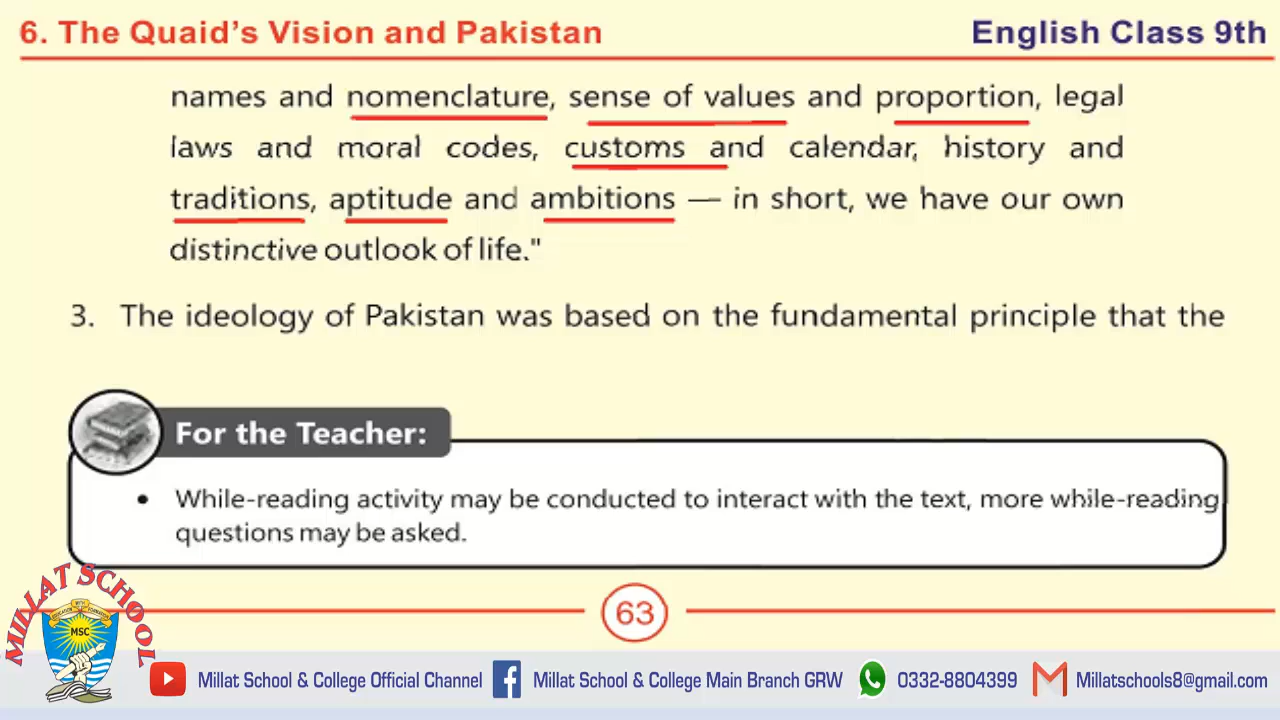 6. The Quaid's Vision and Pakistan English Class 9th
names and nomenclature, sense of values and proportion, legal
laws and moral codes, customs and calendar, history and
traditions, aptitude and ambitions — in short, we have our own
distinctive outlook of life."
3. The ideology of Pakistan was based on the fundamental principle that the
For the Teacher:
• While-reading activity may be conducted to interact with the text, more while-reading
questions may be asked.
63
MILLAT SCHOOL
MSC
Millat School & College Official Channel Millat School & College Main Branch GRW 0332-8804399 Millatschools8@gmail.com